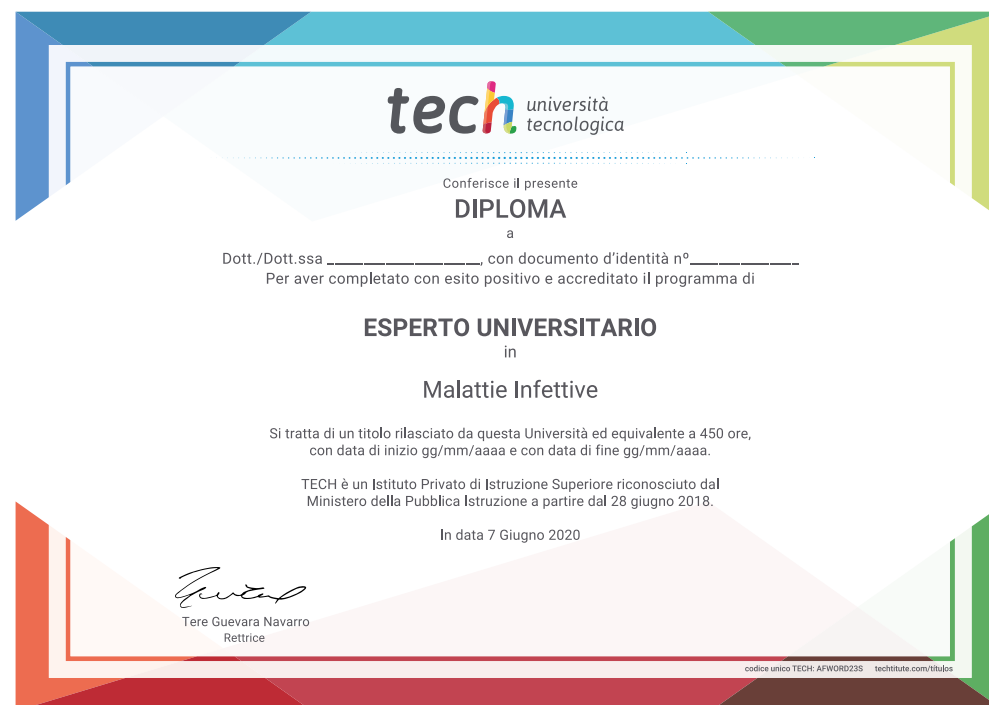 tech università
tecnologica
Conferisce il presente
DIPLOMA
a
Dott./Dott.ssa _________________, con documento d'identità nº____________
Per aver completato con esito positivo e accreditato il programma di
ESPERTO UNIVERSITARIO
in
Malattie Infettive
Si tratta di un titolo rilasciato da questa Università ed equivalente a 450 ore,
con data di inizio gg/mm/aaaa e con data di fine gg/mm/aaaa.
TECH è un Istituto Privato di Istruzione Superiore riconosciuto dal
Ministero della Pubblica Istruzione a partire dal 28 giugno 2018.
In data 7 Giugno 2020
Tere Guevara Navarro
Rettrice
codice unico TECH: AFWORD23S techtitute.com/titulos